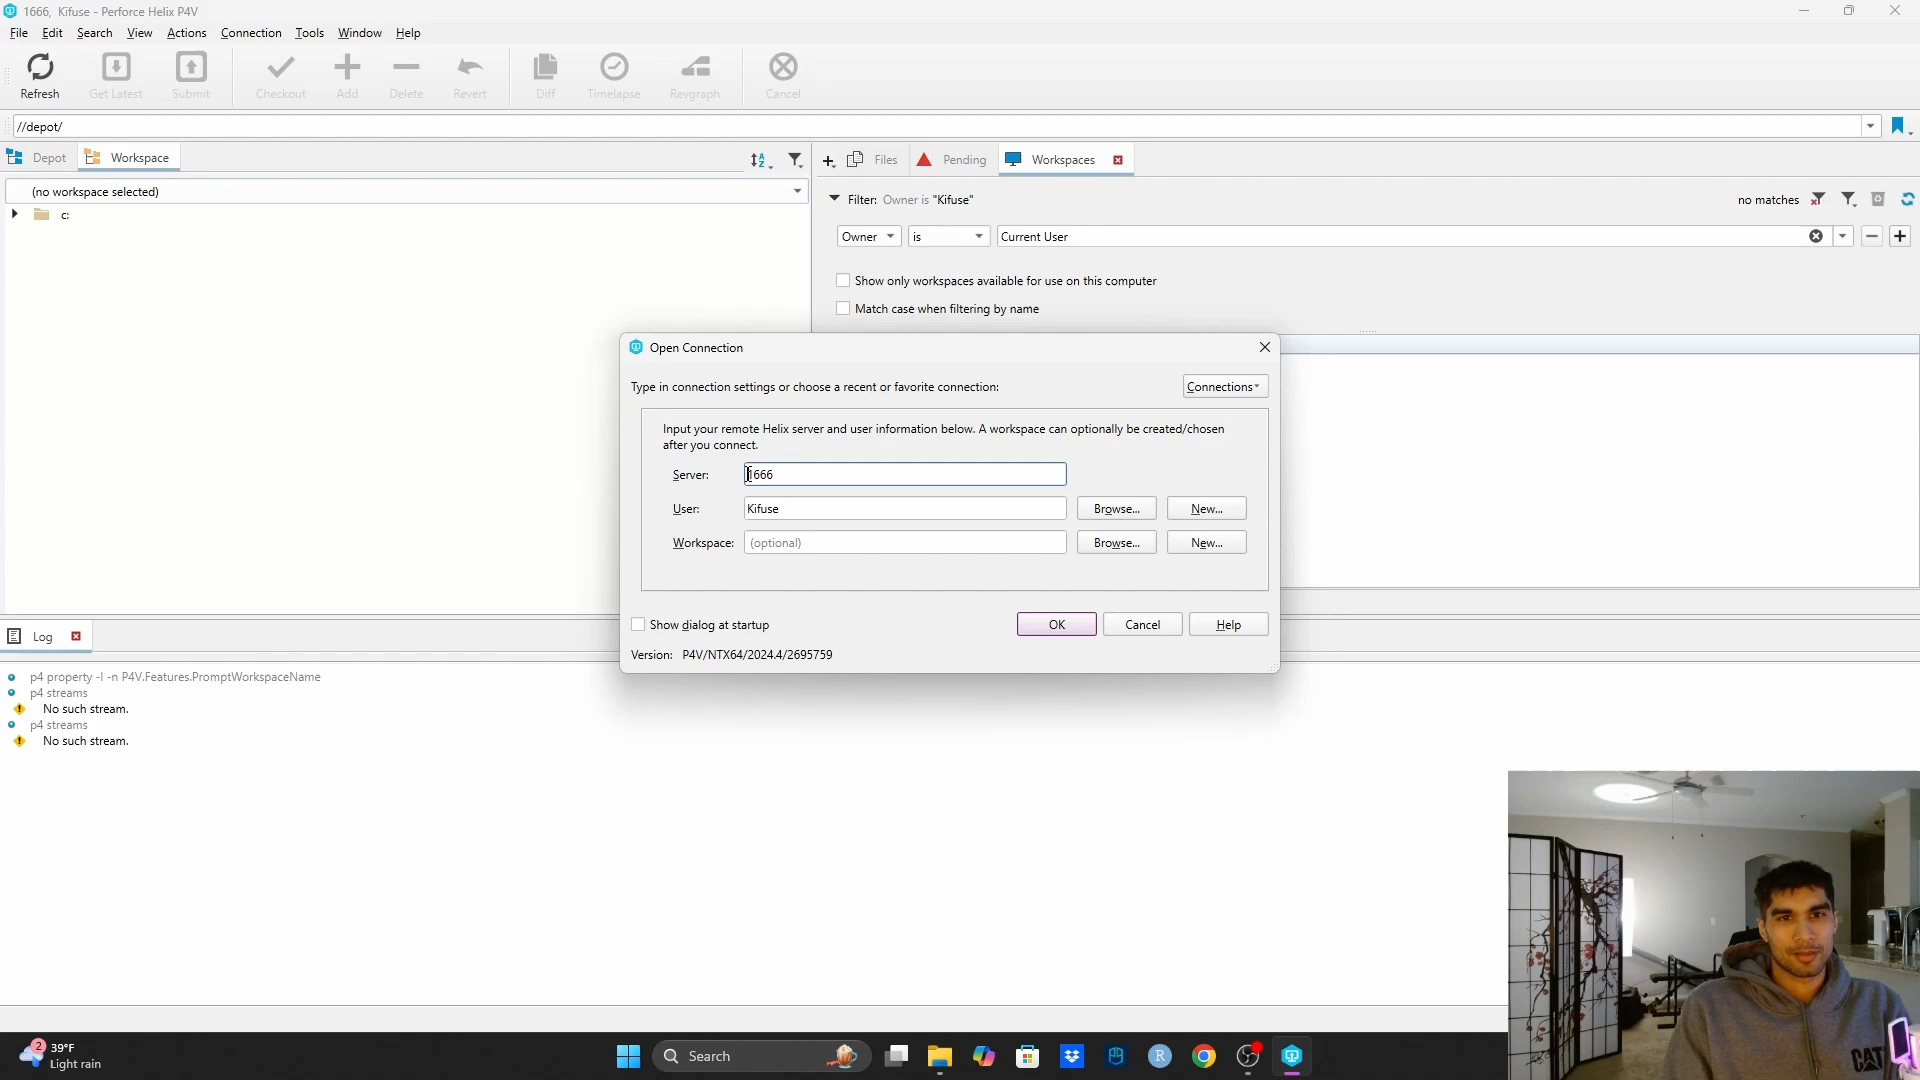 1666, Kifuse - Perforce Helix P4V
File Edit Search View Actions Connection Tools Window Help
Refresh Get Latest Submit Checkout Add Delete Revert Diff Timelapse Revgraph Cancel
//depot/
Depot Workspace
Files Pending Workspaces
(no workspace selected)
c:
Filter: Owner is "Kifuse"
no matches
Owner is Current User
Show only workspaces available for use on this computer
Match case when filtering by name
Open Connection
Type in connection settings or choose a recent or favorite connection:
Connections
Input your remote Helix server and user information below. A workspace can optionally be created/chosen
after you connect.
Server: 1666
User: Kifuse Browse... New...
Workspace: (optional) Browse... New...
Show dialog at startup
OK Cancel Help
Version: P4V/NTX64/2024.4/2695759
Log
p4 property -l -n P4V.Features.PromptWorkspaceName
p4 streams
No such stream.
p4 streams
No such stream.
2
39°F
Light rain
Search
R
CAT